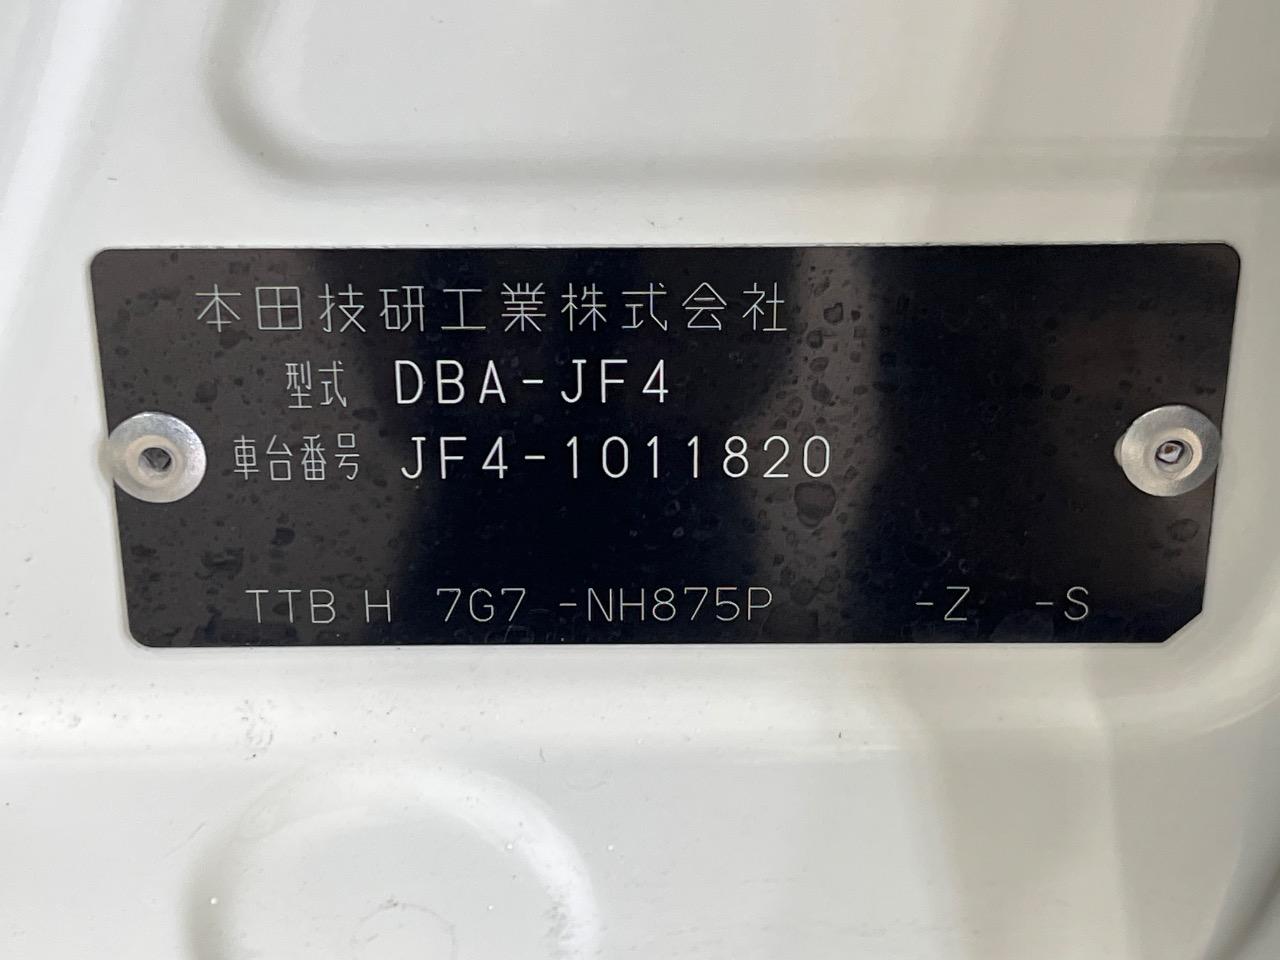 本田技研工業株式会社
型式 DBA-JF4
車台番号 JF4-1011820
TTB H 7G7 -NH875P -Z -S